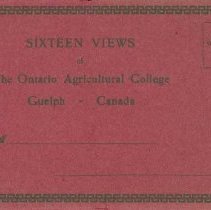 SIXTEEN VIEWS
of
The Ontario Agricultural College
Guelph - Canada